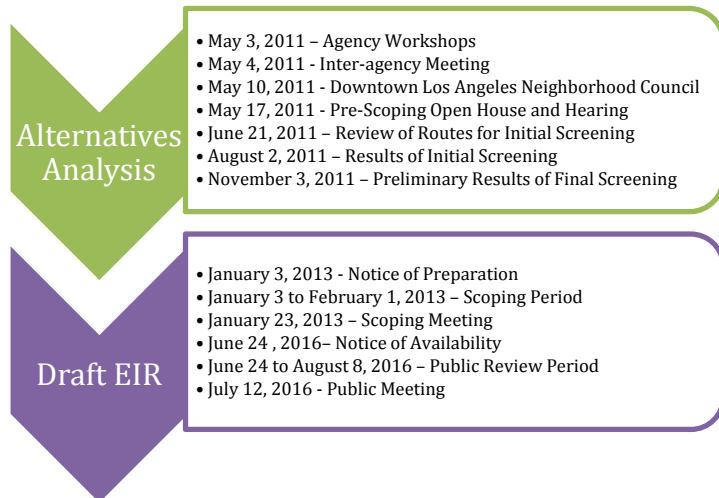 Alternatives
Analysis
• May 3, 2011 – Agency Workshops
• May 4, 2011 - Inter-agency Meeting
• May 10, 2011 - Downtown Los Angeles Neighborhood Council
• May 17, 2011 - Pre-Scoping Open House and Hearing
• June 21, 2011 – Review of Routes for Initial Screening
• August 2, 2011 – Results of Initial Screening
• November 3, 2011 – Preliminary Results of Final Screening
Draft EIR
• January 3, 2013 - Notice of Preparation
• January 3 to February 1, 2013 – Scoping Period
• January 23, 2013 – Scoping Meeting
• June 24 , 2016– Notice of Availability
• June 24 to August 8, 2016 – Public Review Period
• July 12, 2016 - Public Meeting